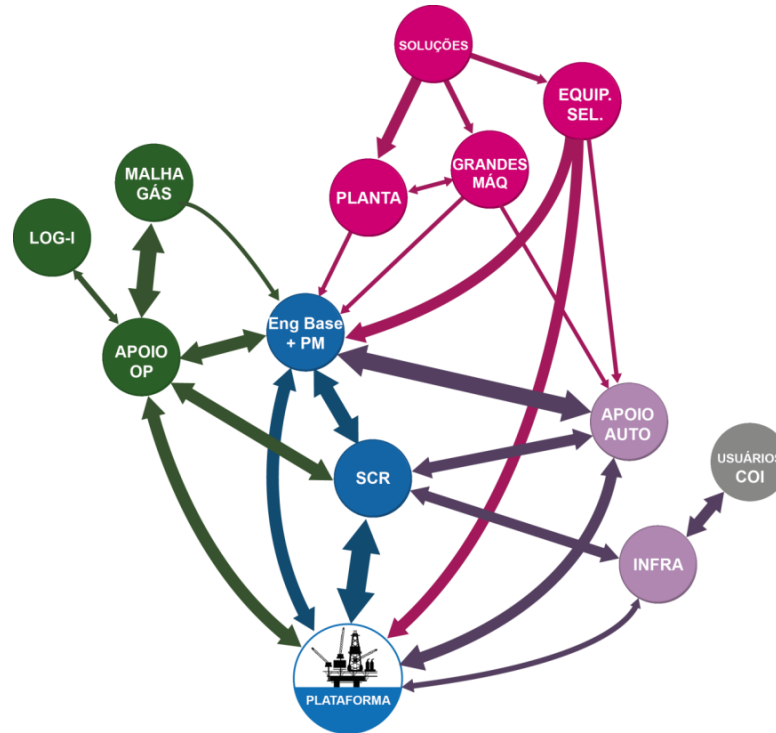 SOLUÇÕES
EQUIP.
SEL.
GRANDES
MÁQ
PLANTA
MALHA
GÁS
LOG-I
Eng Base
+ PM
APOIO
OP
APOIO
AUTO
USUÁRIOS
COI
SCR
INFRA
PLATAFORMA